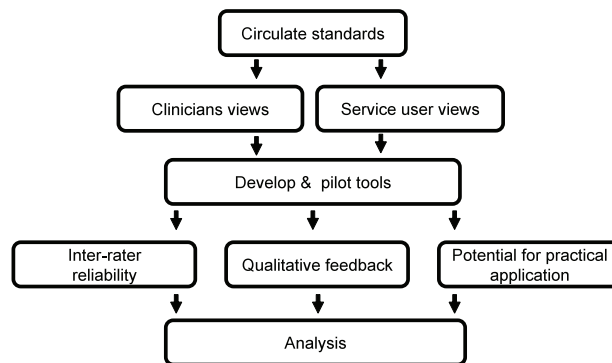 Circulate standards
Clinicians views
Service user views
Develop & pilot tools
Inter-rater
reliability
Qualitative feedback
Potential for practical
application
Analysis